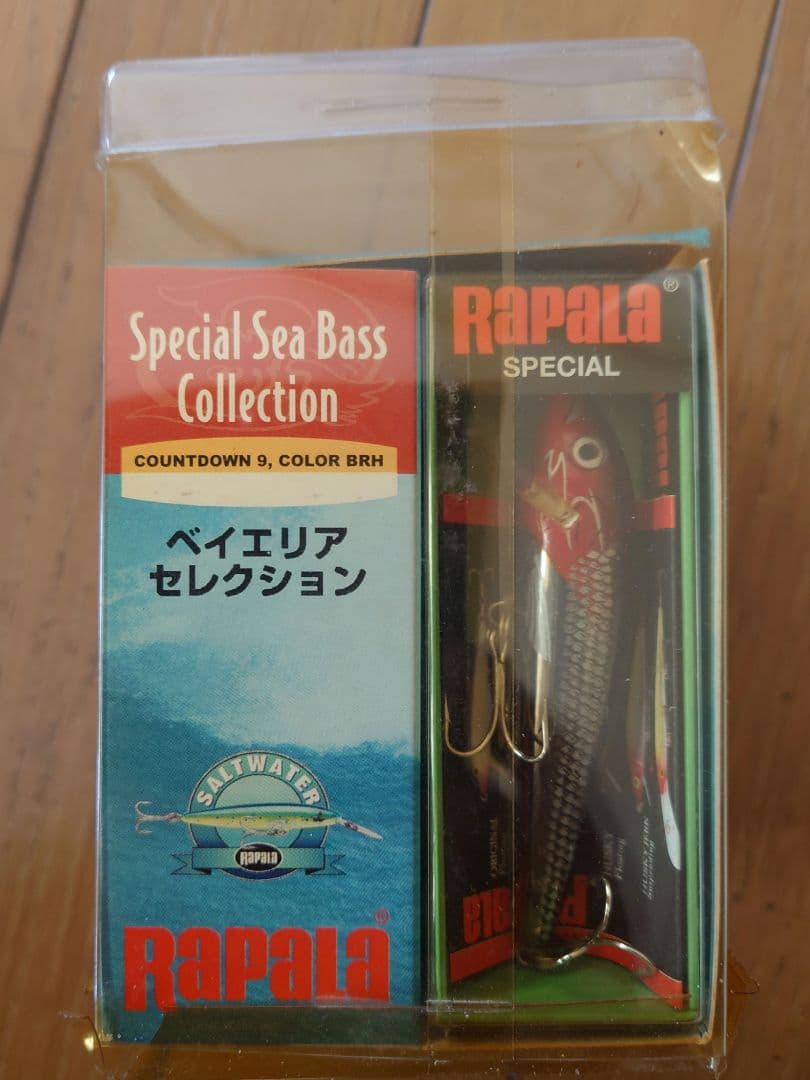 Special Sea Bass
Collection
COUNTDOWN 9, COLOR BRH
ベイエリア
セレクション
SALTWATER
RAPALA
RAPALA®
RAPALA®
SPECIAL